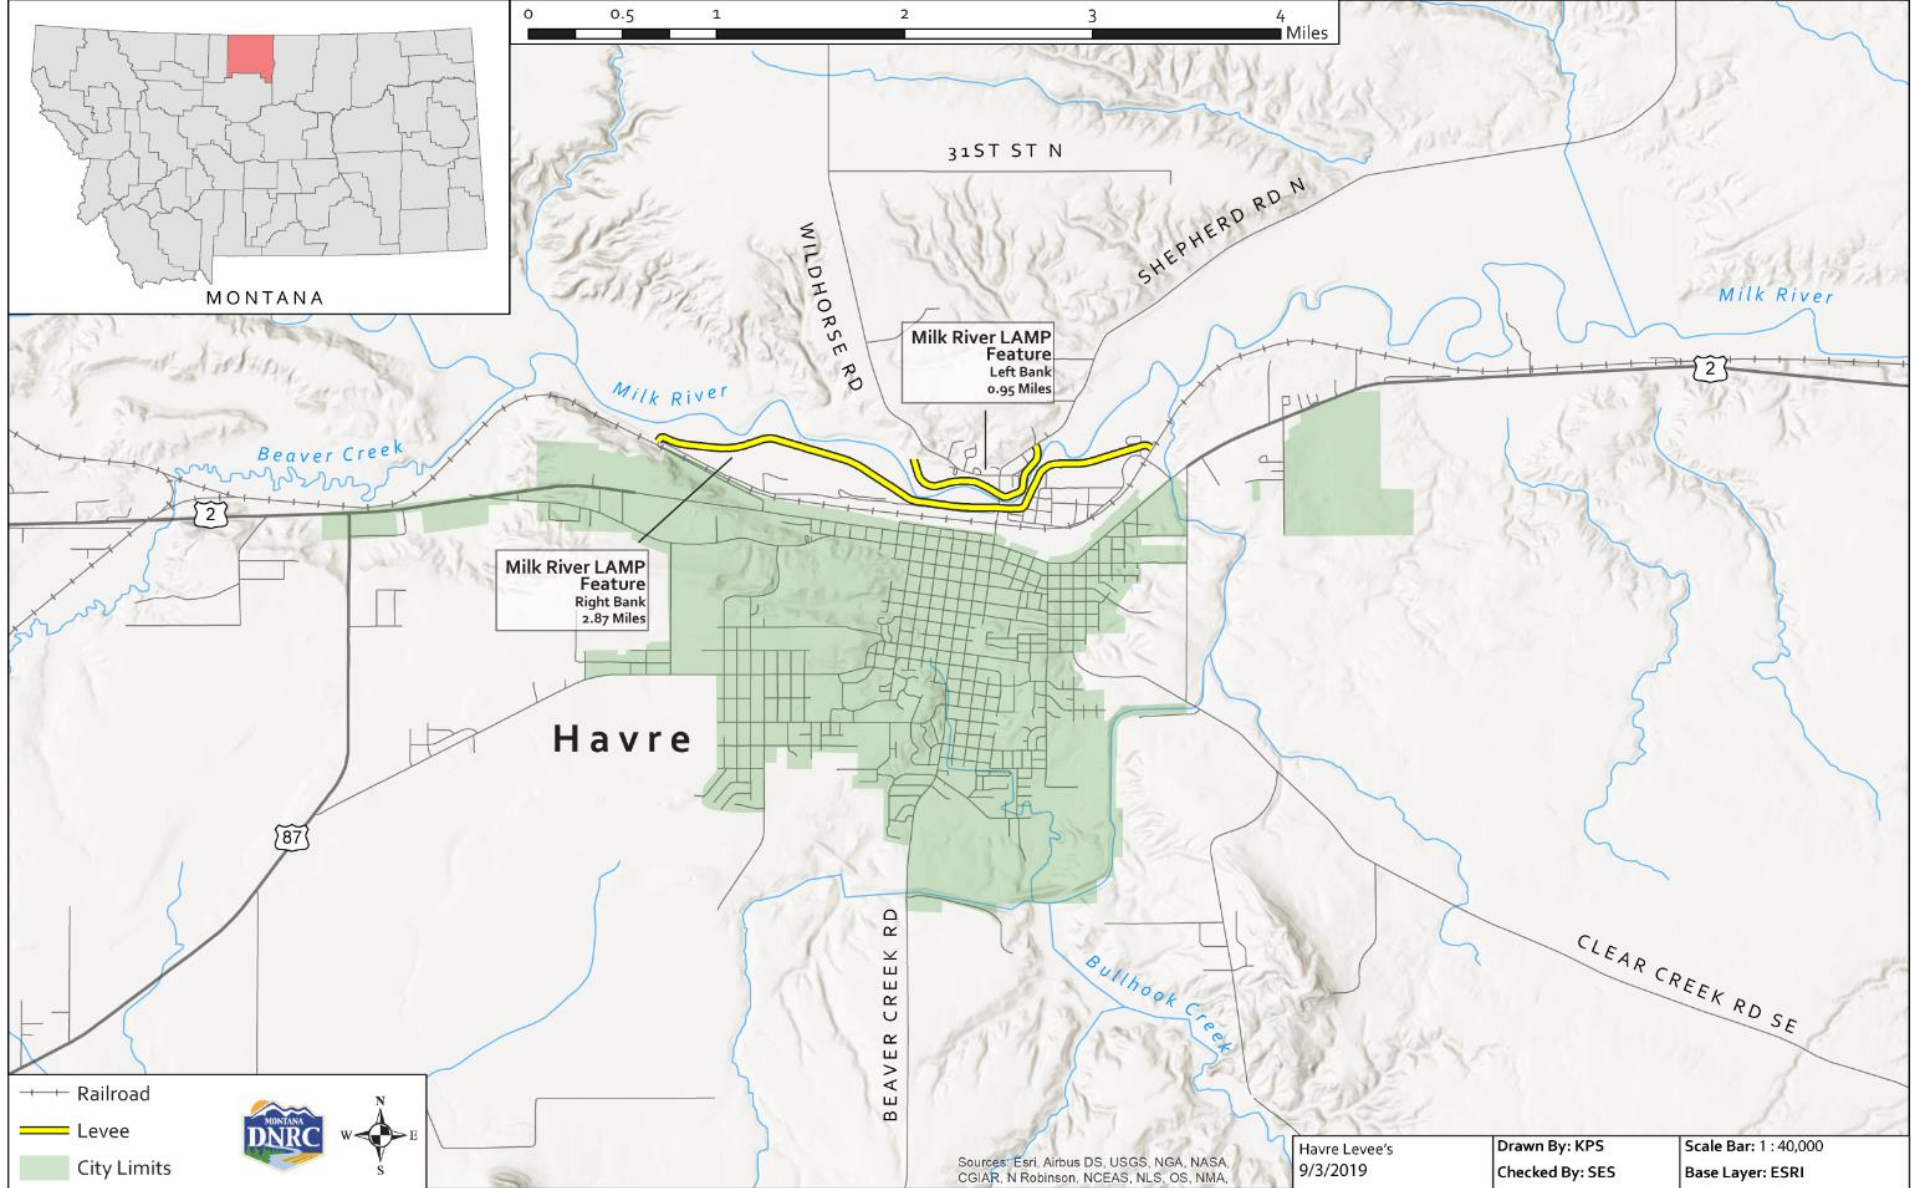 0 0.5 1 2 3 4
Miles
MONTANA
31ST ST N
SHEPHERD RD N
WILDHORSE RD
Milk River
Milk River LAMP
Feature
Left Bank
0.95 Miles
2
Milk River
Beaver Creek
2
Milk River LAMP
Feature
Right Bank
2.87 Miles
Havre
87
BEAVER CREEK RD
Bullhook Creek
CLEAR CREEK RD SE
Railroad
Levee
City Limits
MONTANA
DNRC
N
W E
S
Sources: Esri, Airbus DS, USGS, NGA, NASA,
CGIAR, N Robinson, NCEAS, NLS, OS, NMA,
Havre Levee's
9/3/2019
Drawn By: KPS
Checked By: SES
Scale Bar: 1 : 40,000
Base Layer: ESRI